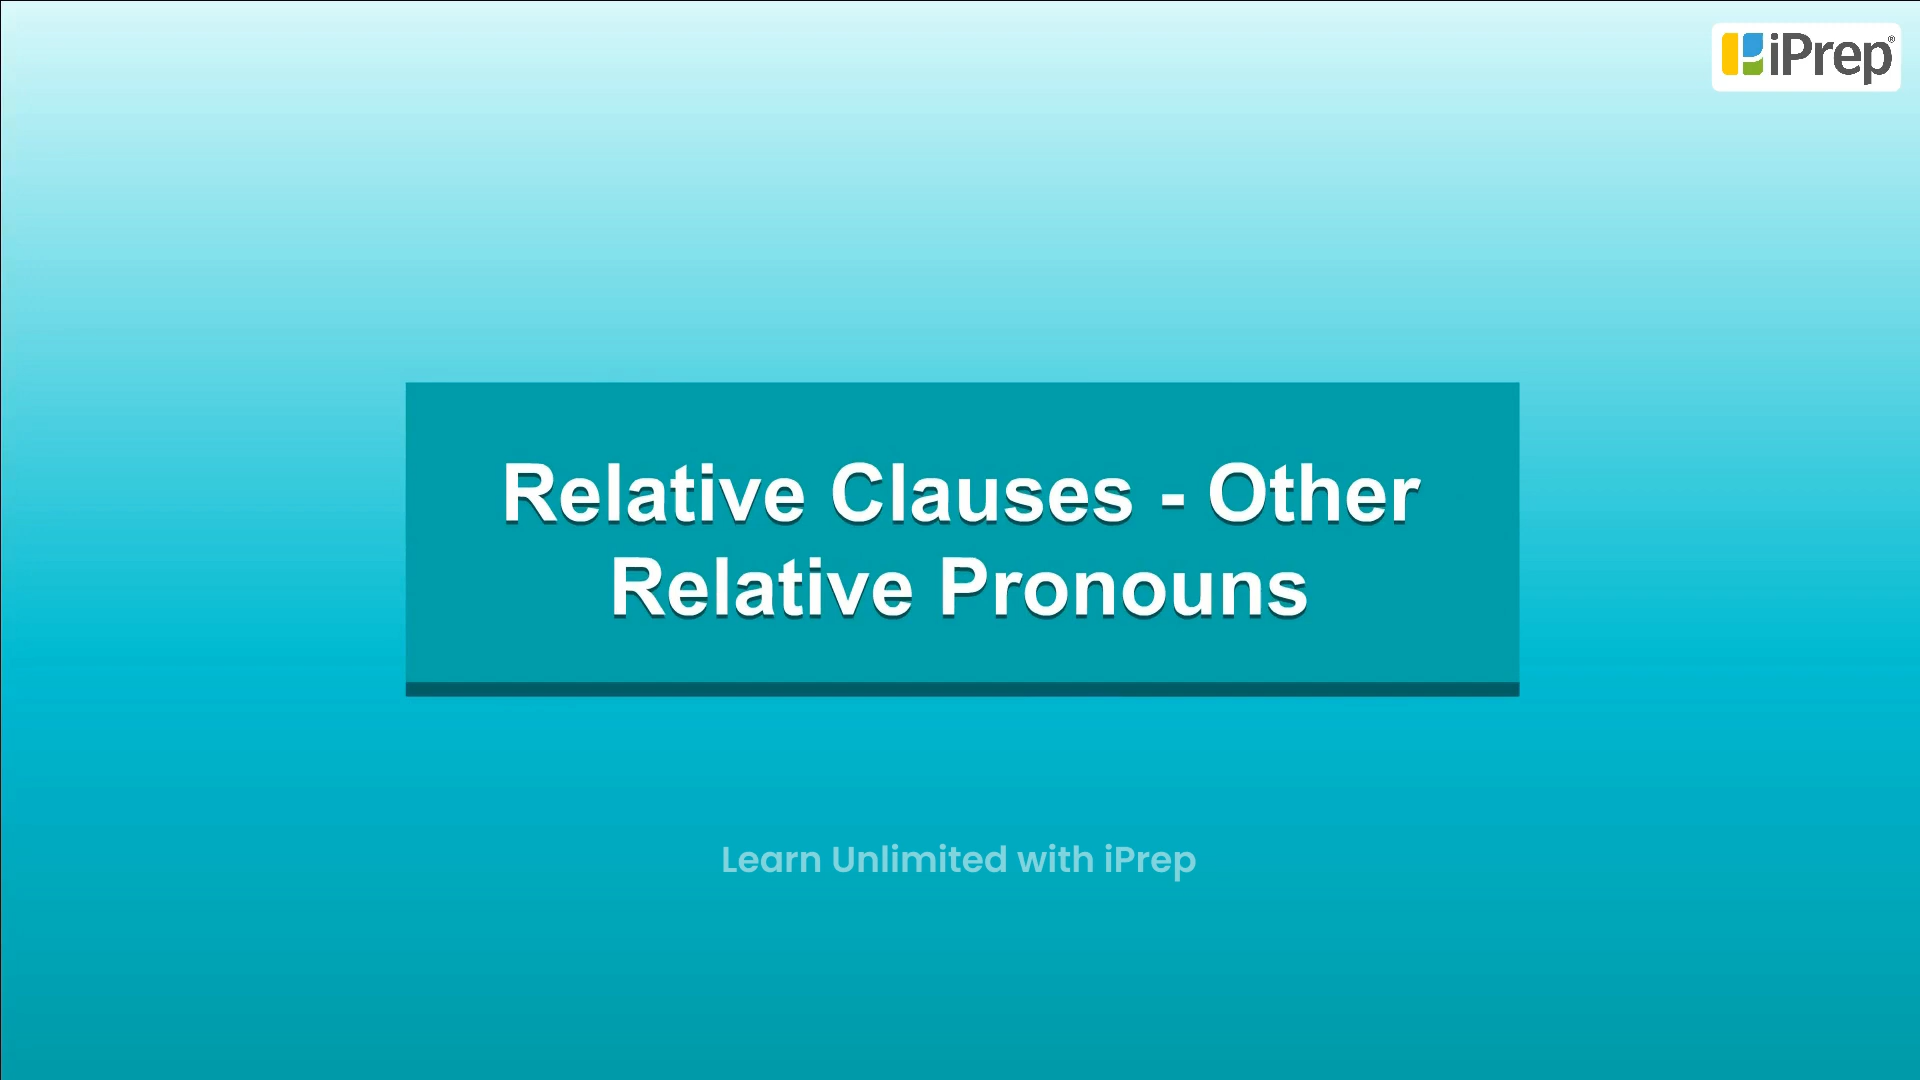 iPrep®
Relative Clauses - Other
Relative Pronouns
Learn Unlimited with iPrep